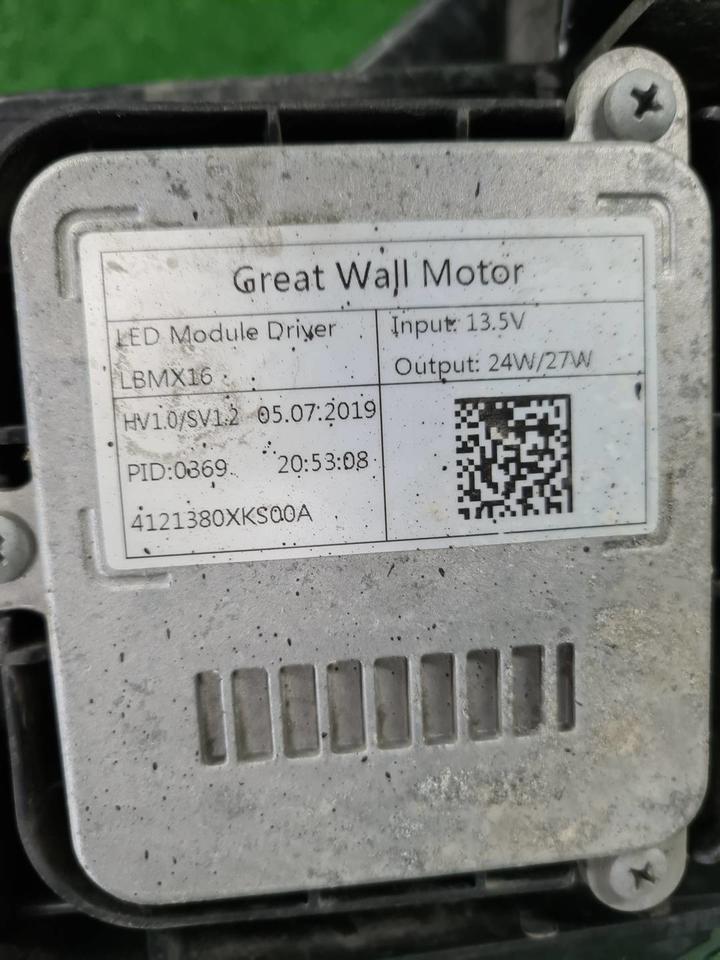 Great Wall Motor
LED Module Driver
LBMX16
Input: 13.5V
Output: 24W/27W
HV1.0/SV1.2 05.07.2019
PID:0369 20:53:08
4121380XKS00A